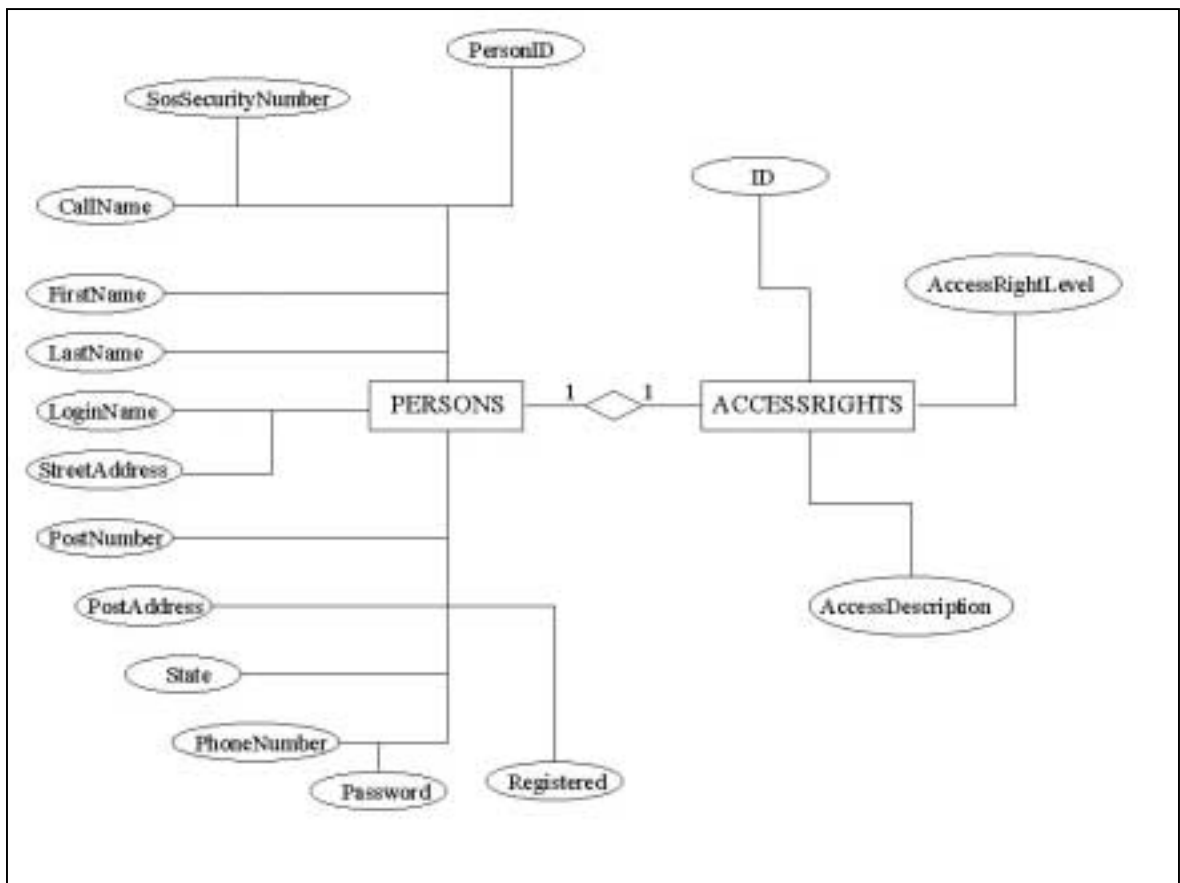 PersonID
SosSecurityNumber
ID
CallName
AccessRightLevel
FirstName
LastName
LoginName
PERSONS
1
1
ACCESSRIGHTS
StreetAddress
PostNumber
PostAddress
AccessDescription
State
PhoneNumber
Password
Registered